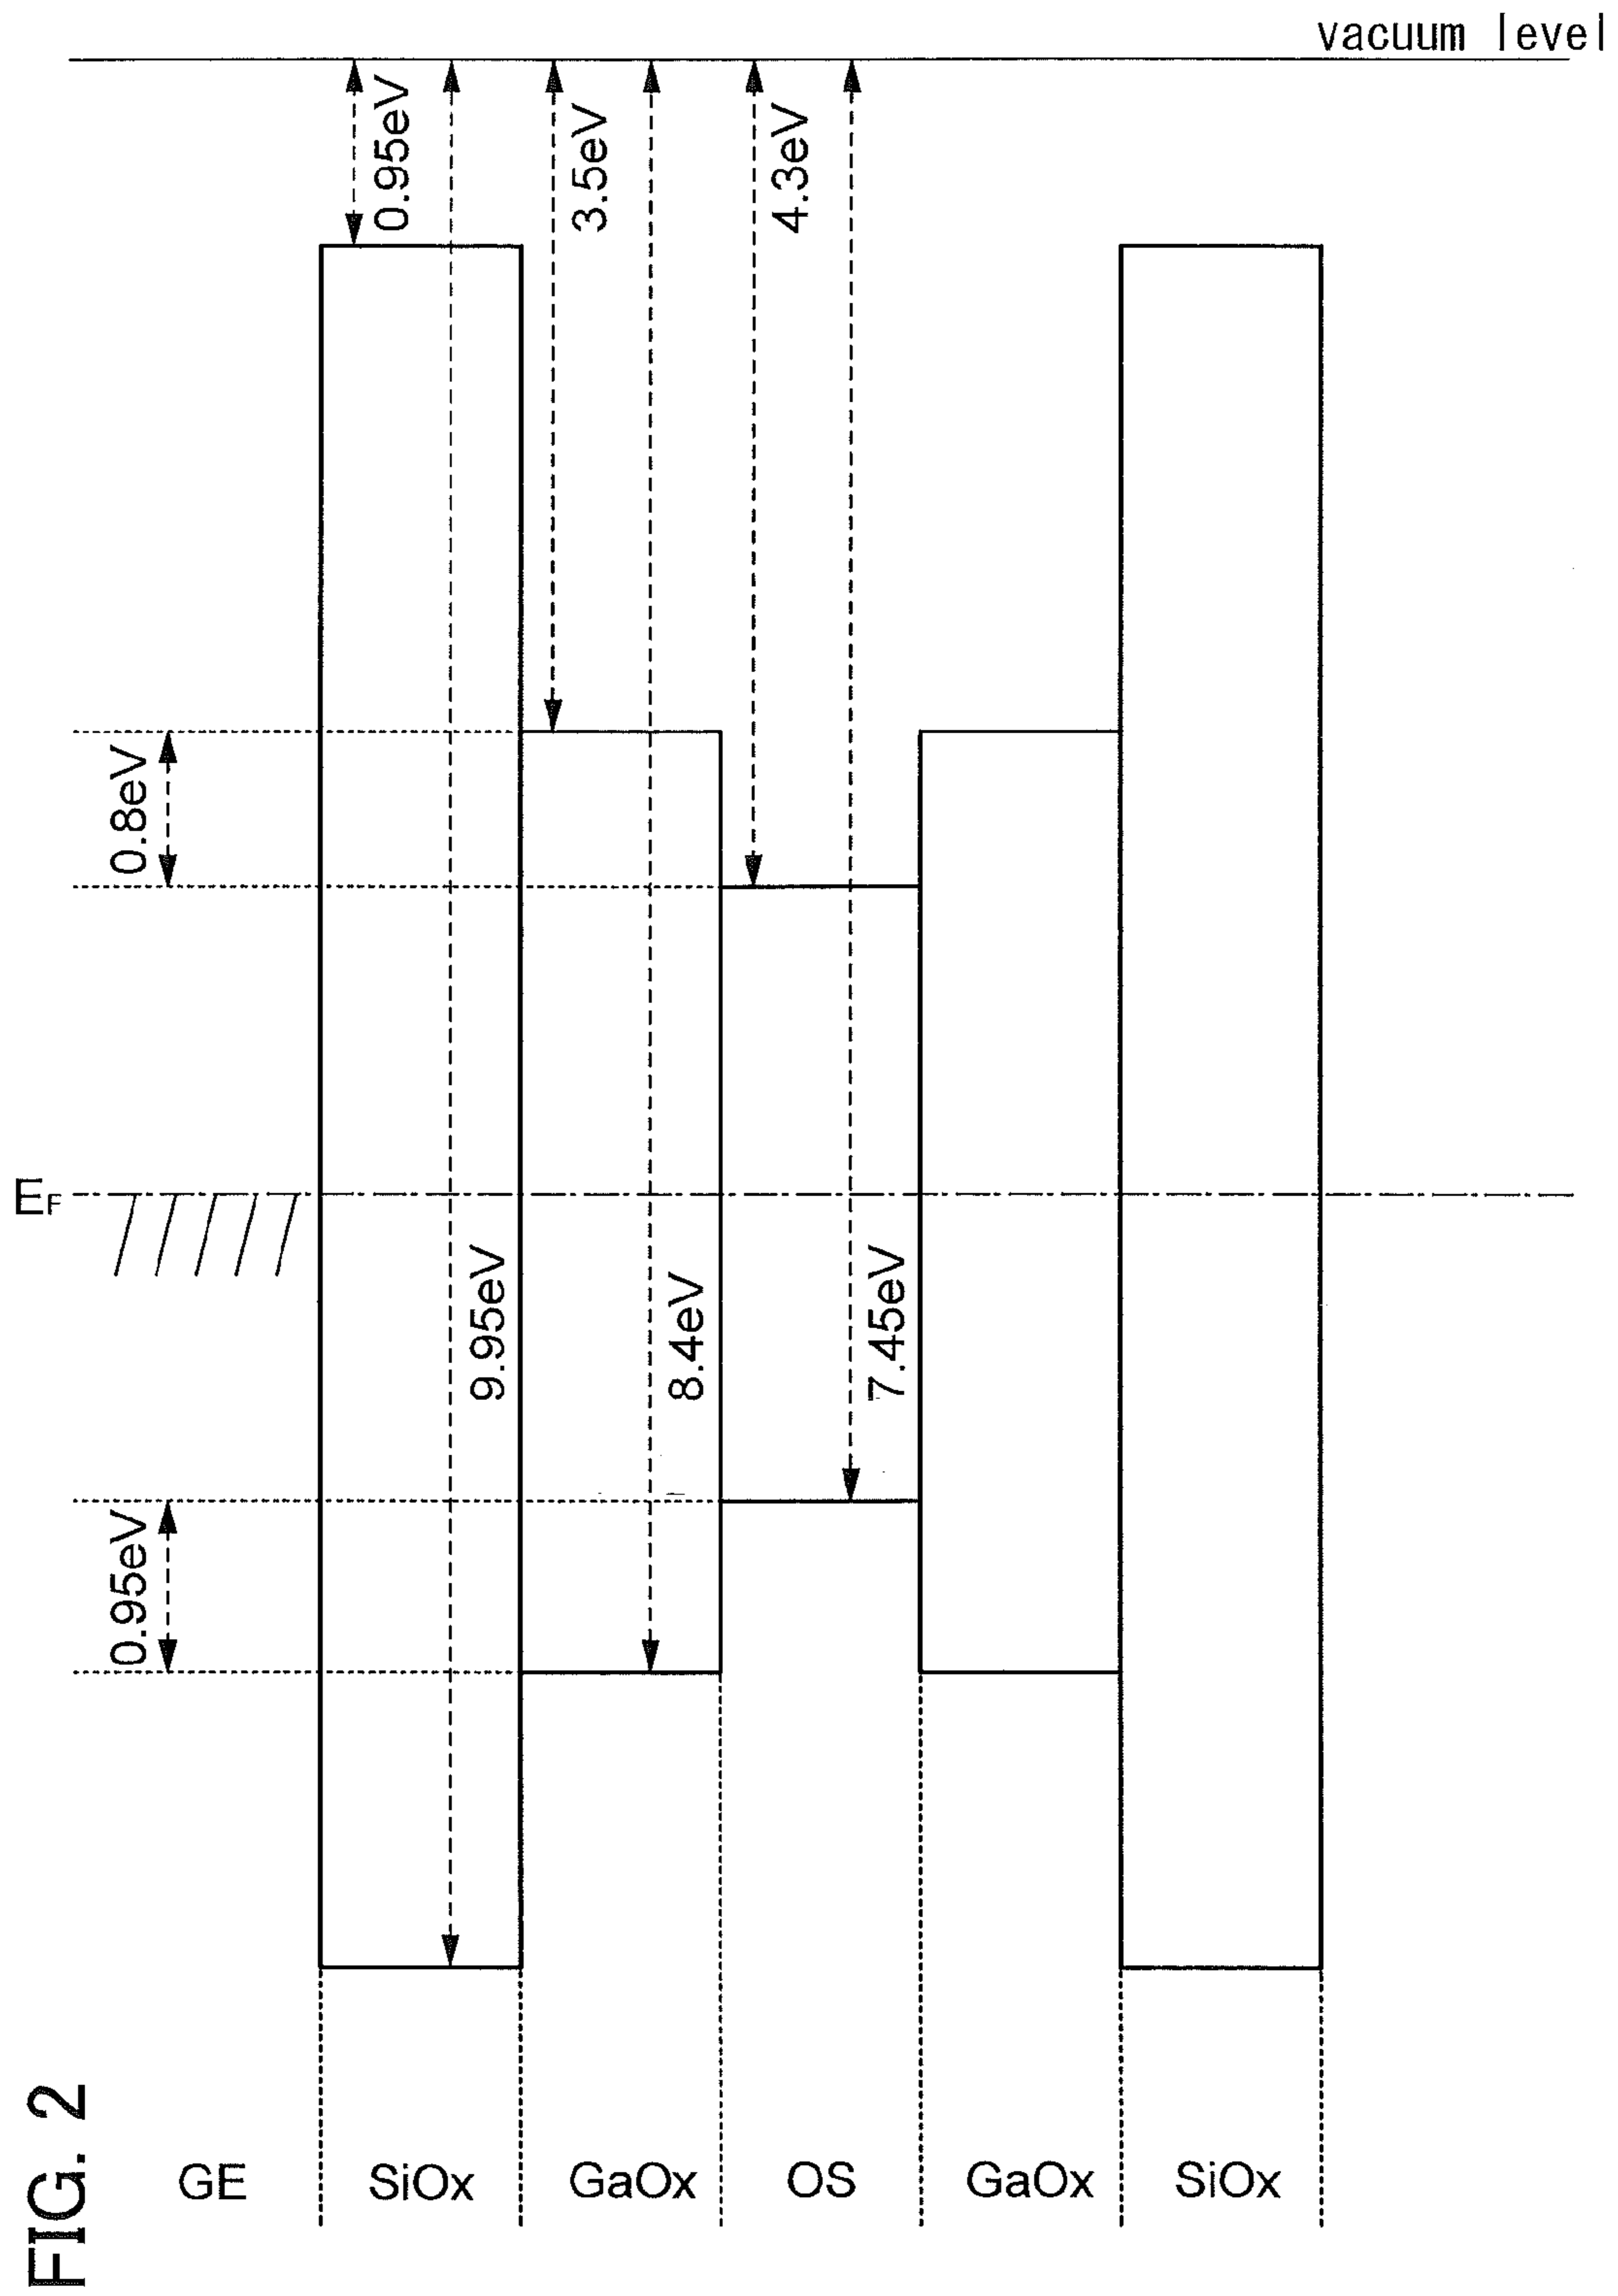 vacuum level
0.95eV
3.5eV
4.3eV
0.8eV
EF
9.95eV
8.4eV
7.45eV
0.95eV
GE
SiOx
GaOx
OS
GaOx
SiOx
FIG. 2